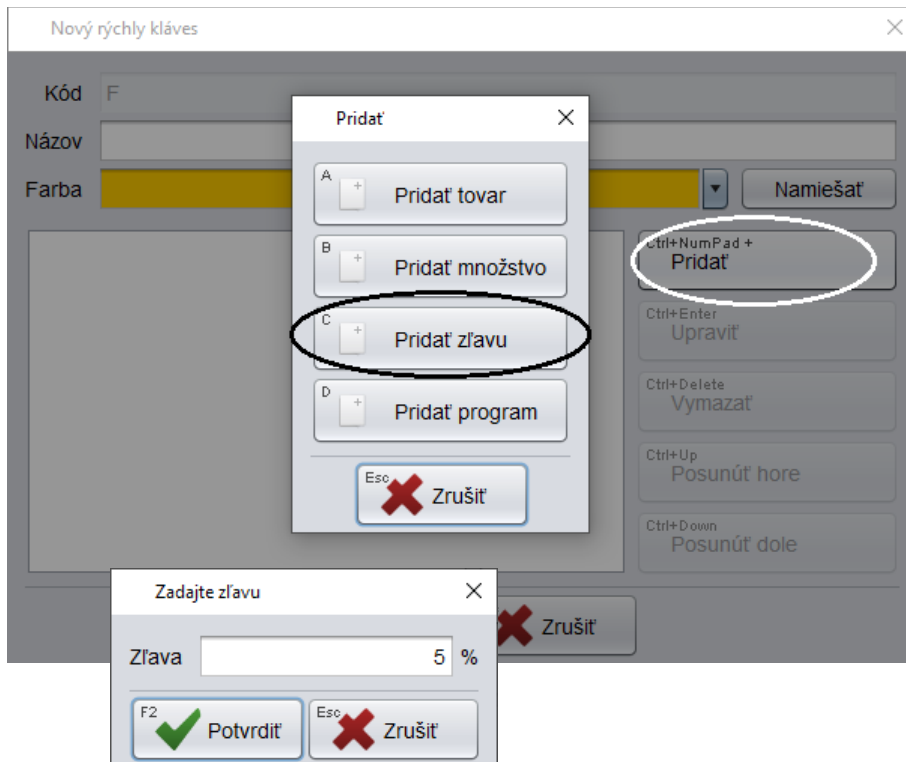 Nový rýchly kláves
Kód F
Názov
Farba
Namiešať
Ctrl+NumPad +
Pridať
Ctrl+Enter
Upraviť
Ctrl+Delete
Vymazať
Ctrl+Up
Posunúť hore
Ctrl+Down
Posunúť dole
Zrušiť
Pridať
A
Pridať tovar
B
Pridať množstvo
C
Pridať zľavu
D
Pridať program
Esc
Zrušiť
Zadajte zľavu
Zľava 5 %
F2
Potvrdiť
Esc
Zrušiť